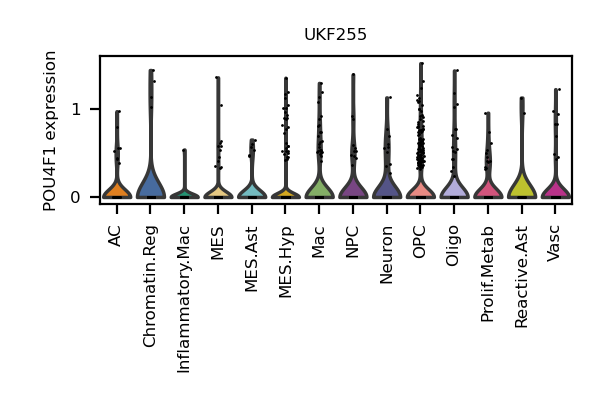 UKF255
POU4F1 expression
1
0
AC
Chromatin.Reg
Inflammatory.Mac
MES
MES.Ast
MES.Hyp
Mac
NPC
Neuron
OPC
Oligo
Prolif.Metab
Reactive.Ast
Vasc